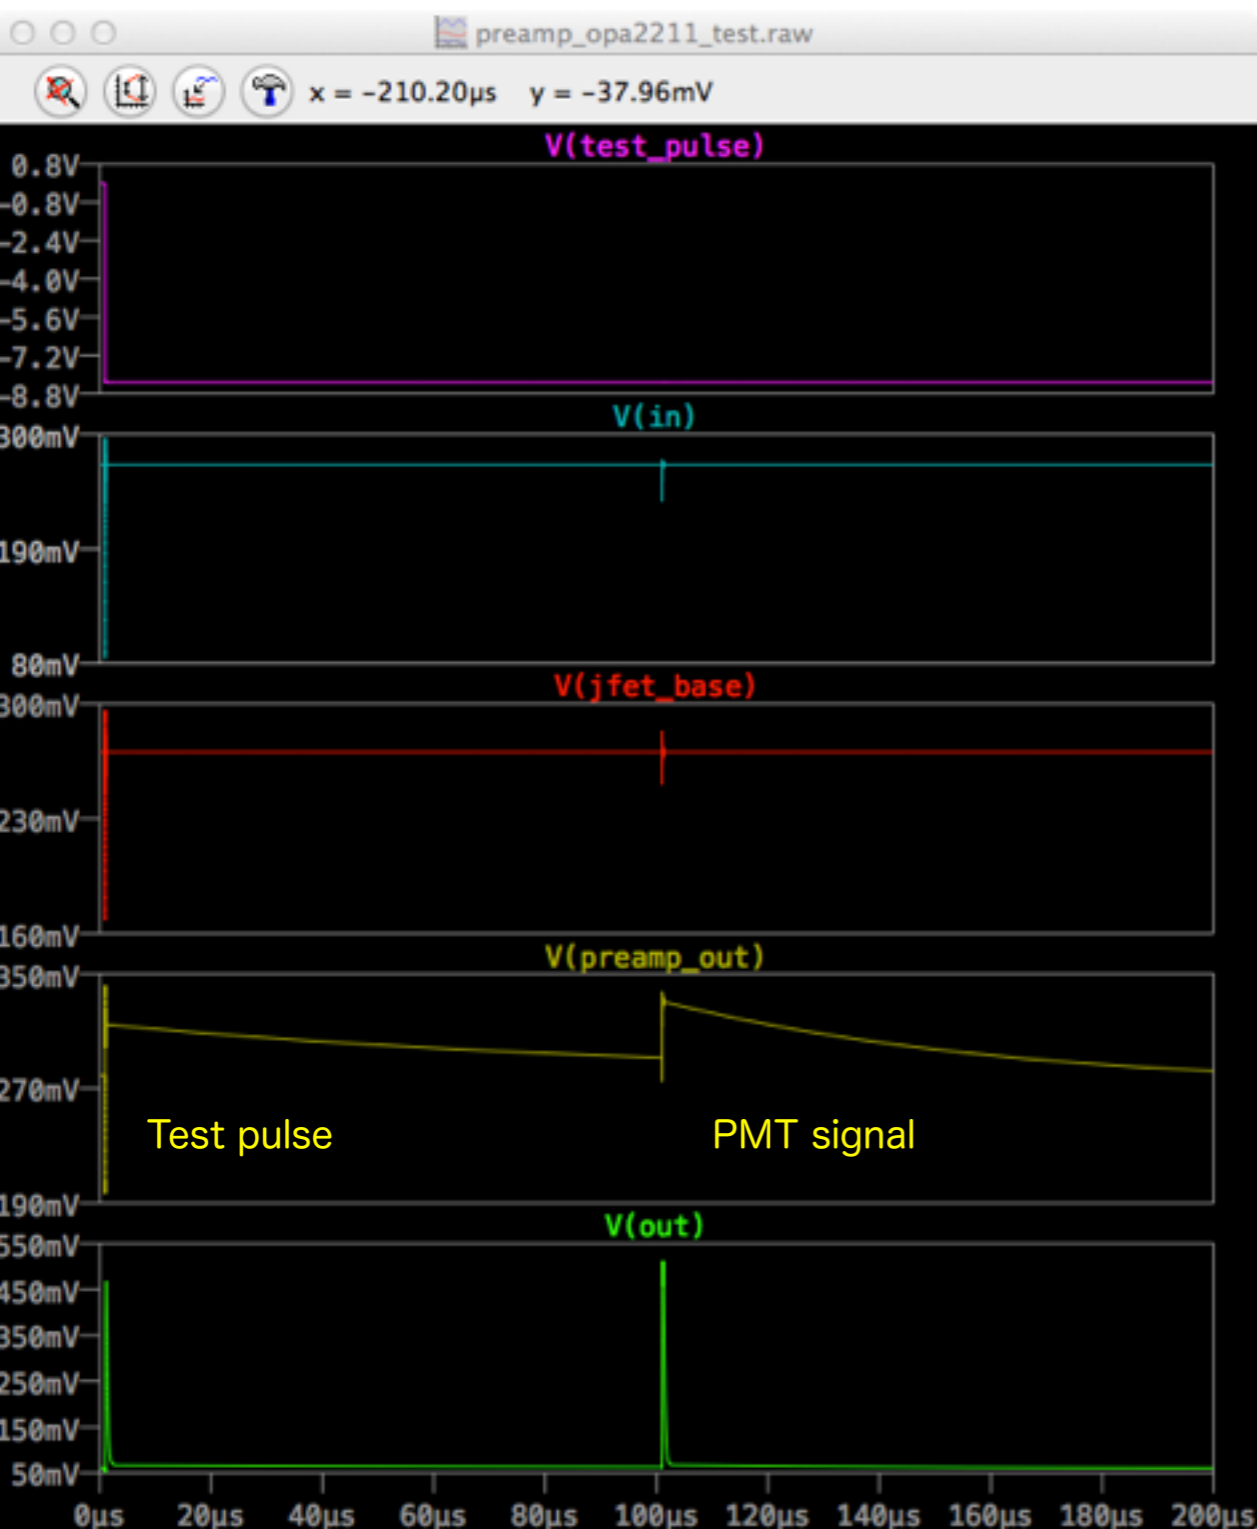 preamp_opa2211_test.raw
x = -210.20µs y = -37.96mV
V(test_pulse)
0.8V
-0.8V
-2.4V
-4.0V
-5.6V
-7.2V
-8.8V
V(in)
300mV
190mV
80mV
V(jfet_base)
300mV
230mV
160mV
V(preamp_out)
350mV
270mV
Test pulse PMT signal
190mV
V(out)
550mV
450mV
350mV
250mV
150mV
50mV
0µs 20µs 40µs 60µs 80µs 100µs 120µs 140µs 160µs 180µs 200µs